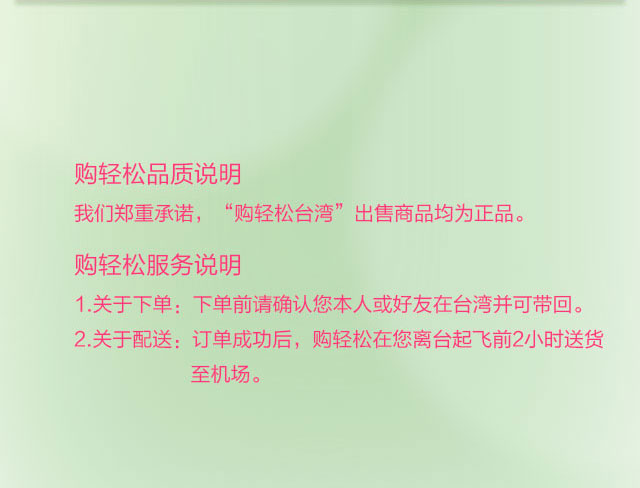 购轻松品质说明
我们郑重承诺，“购轻松台湾”出售商品均为正品。
购轻松服务说明
1.关于下单：下单前请确认您本人或好友在台湾并可带回。
2.关于配送：订单成功后，购轻松在您离台起飞前2小时送货
至机场。